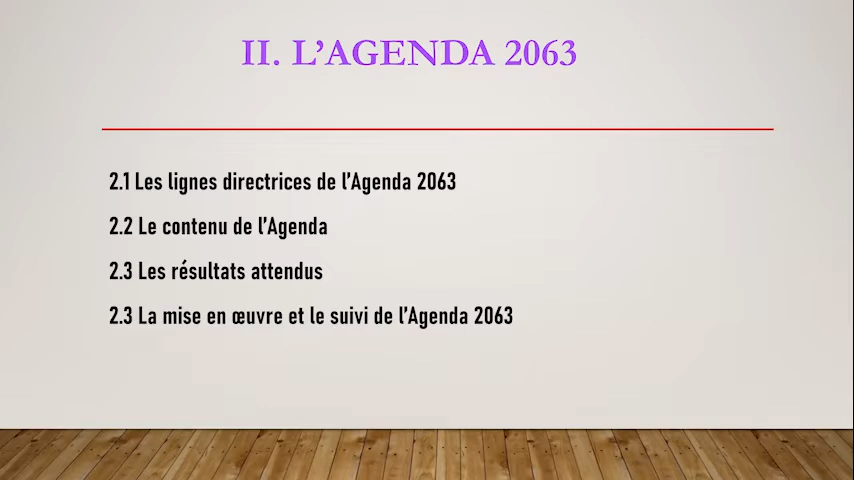 II. L’AGENDA 2063
2.1 Les lignes directrices de l’Agenda 2063
2.2 Le contenu de l’Agenda
2.3 Les résultats attendus
2.3 La mise en œuvre et le suivi de l’Agenda 2063